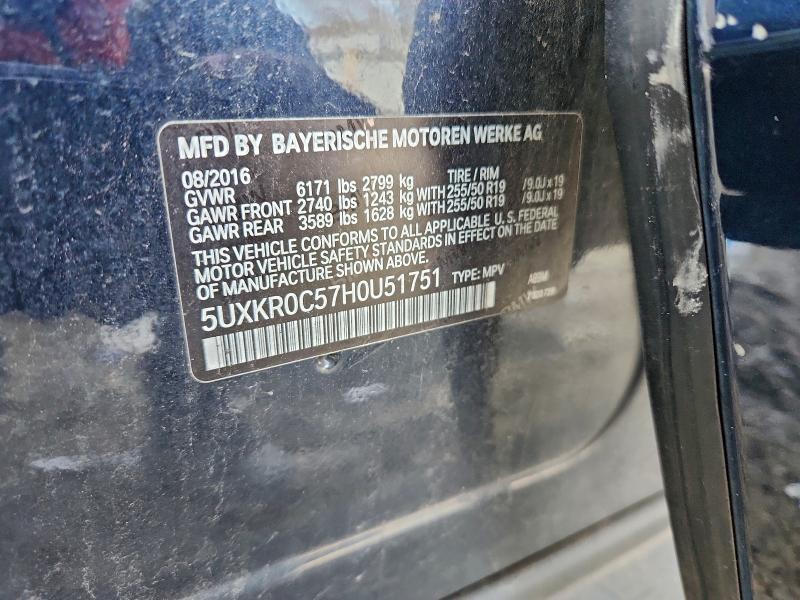 MFD BY BAYERISCHE MOTOREN WERKE AG
08/2016 TIRE / RIM
GVWR 6171 lbs 2799 kg
GAWR FRONT 2740 lbs 1243 kg WITH 255/50 R19 /9.0J x 19
GAWR REAR 3589 lbs 1628 kg WITH 255/50 R19 /9.0J x 19
THIS VEHICLE CONFORMS TO ALL APPLICABLE U.S. FEDERAL
MOTOR VEHICLE SAFETY STANDARDS IN EFFECT ON THE DATE
OF MANUFACTURE SHOWN ABOVE.
5UXKR0C57H0U51751 TYPE: MPV